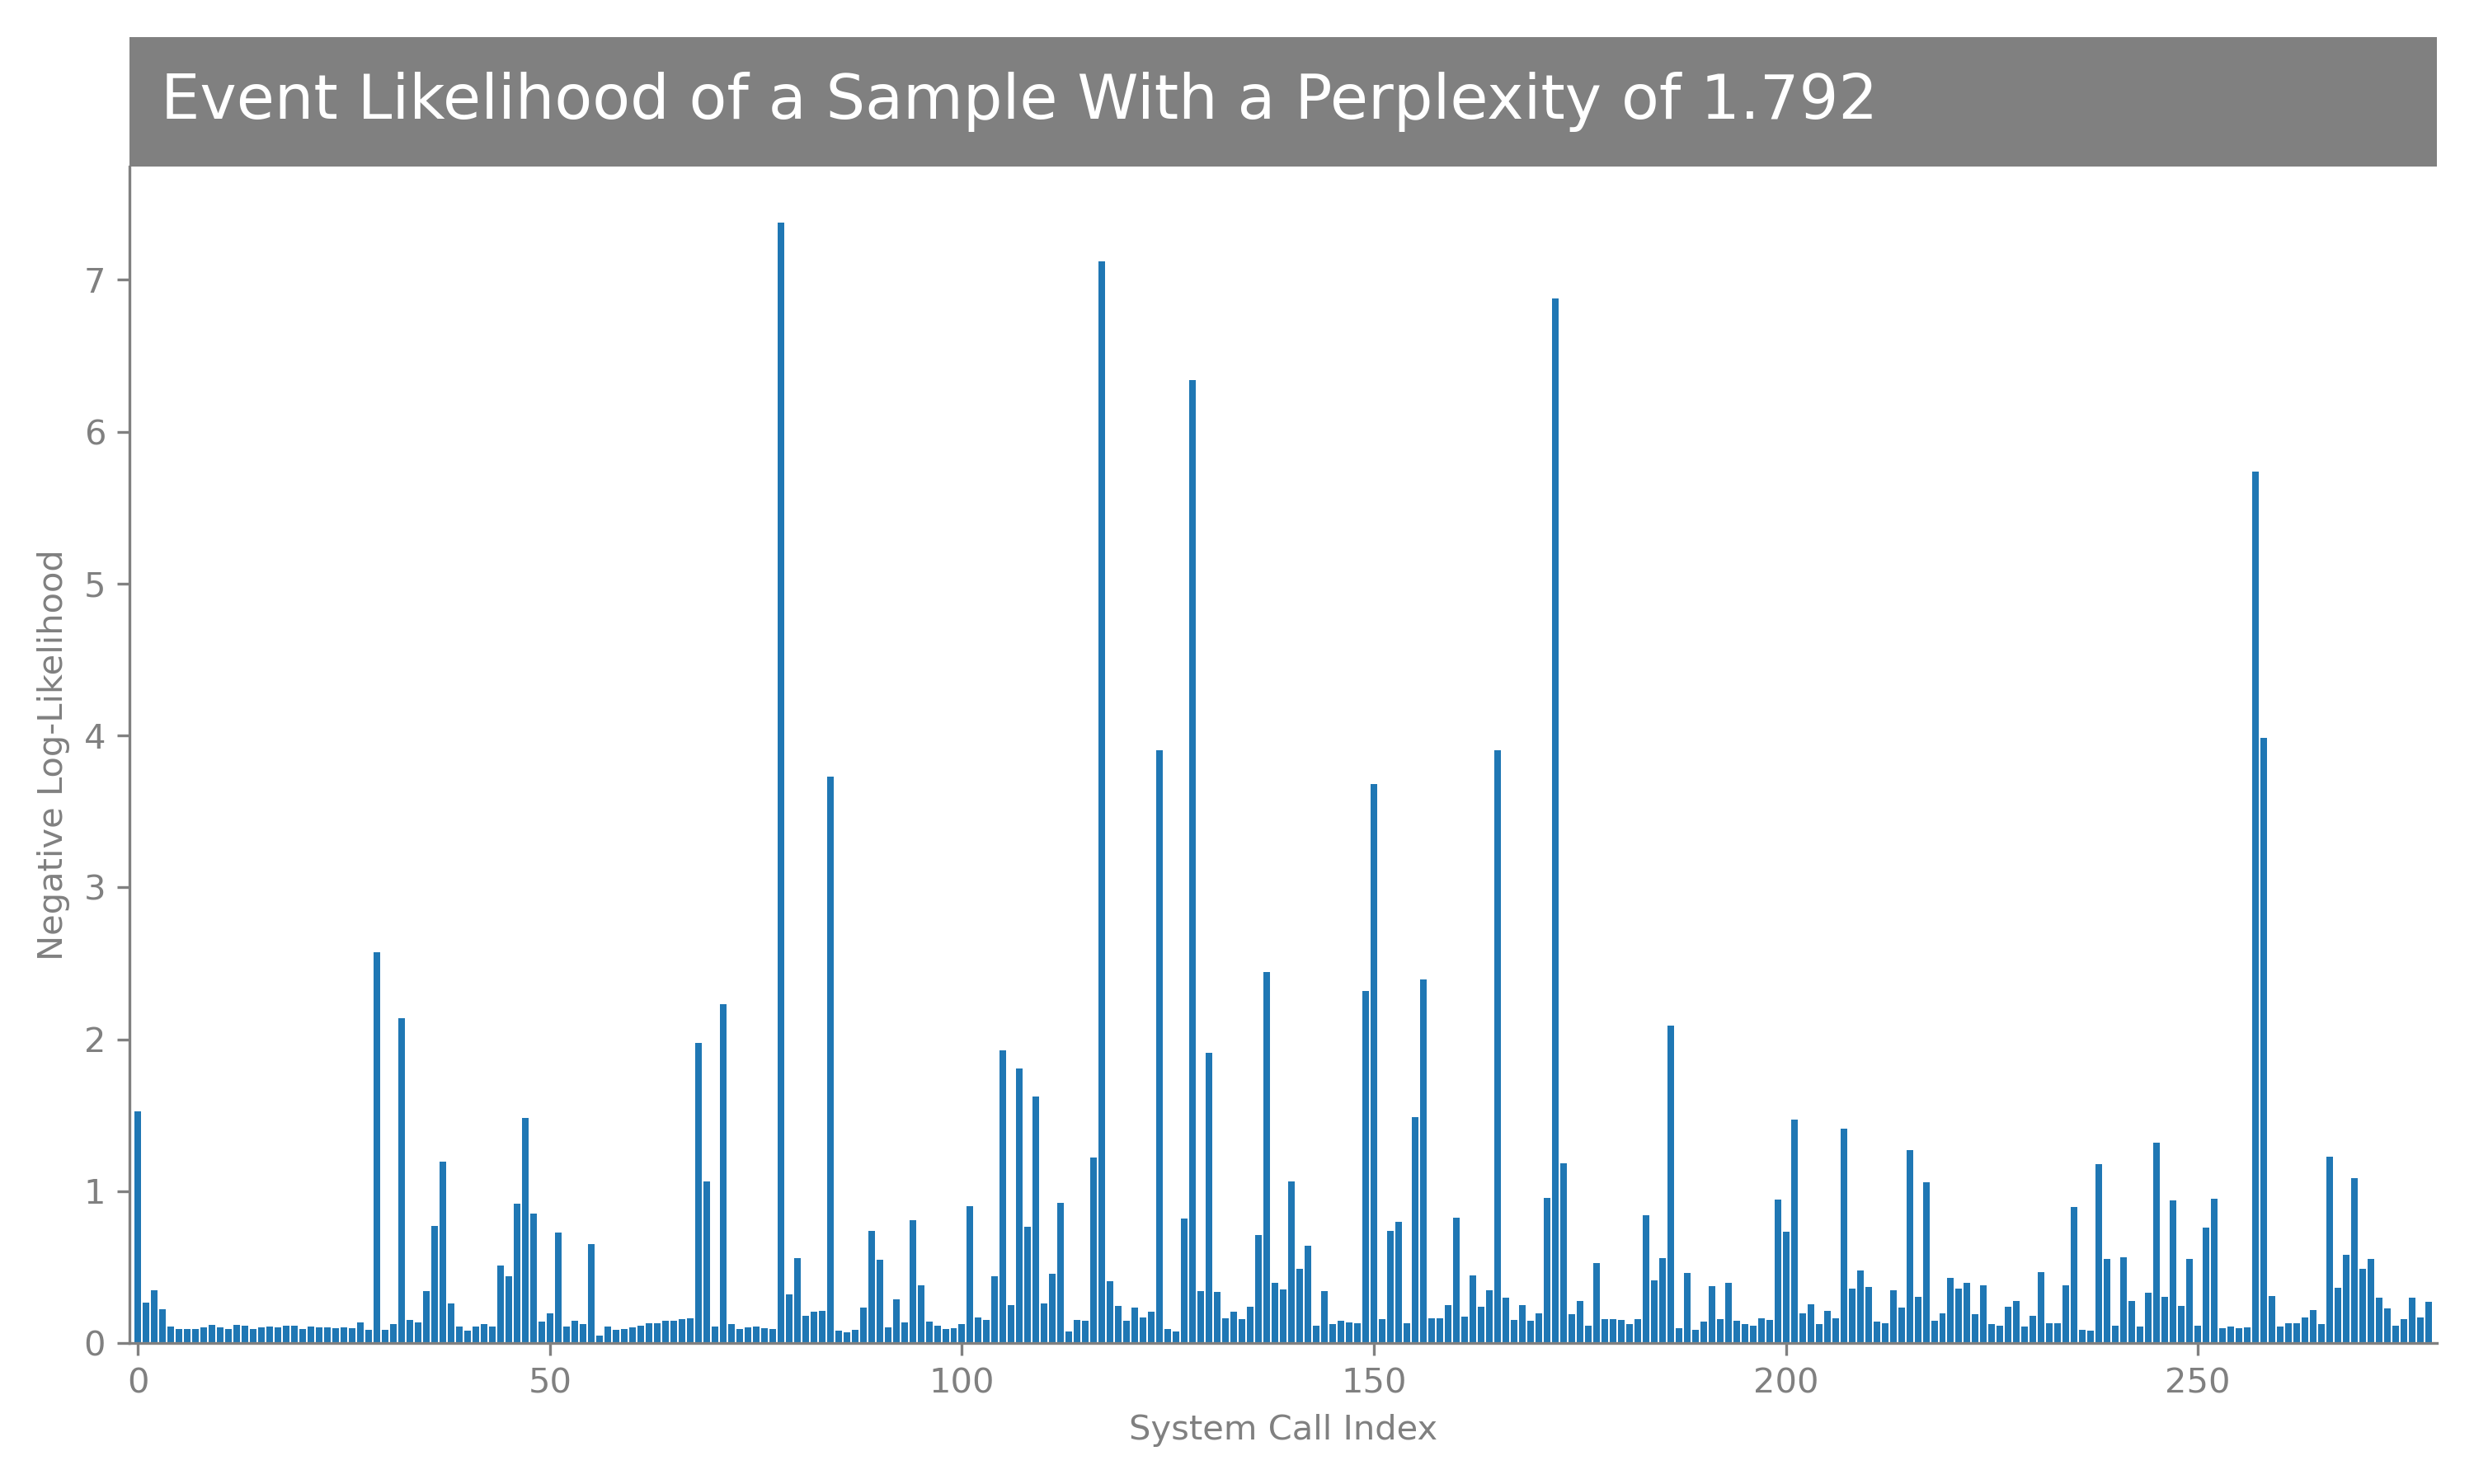 Event Likelihood of a Sample With a Perplexity of 1.792
7
6
5
4
3
2
1
0
Negative Log-Likelihood
0 50 100 150 200 250
System Call Index